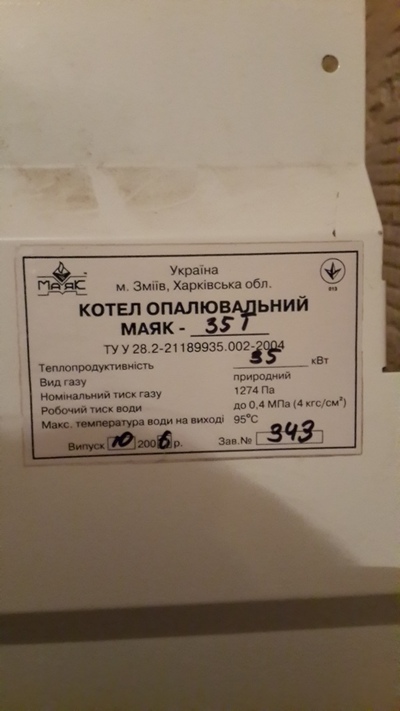 МАЯК
Україна
м. Зміїв, Харківська обл.
КОТЕЛ ОПАЛЮВАЛЬНИЙ
МАЯК - 35Т
ТУ У 28.2-21189935.002-2004
Теплопродуктивність 35 кВт
Вид газу природний
Номінальний тиск газу 1274 Па
Робочий тиск води до 0,4 МПа (4 кгс/см²)
Макс. температура води на виході 95°С
Випуск 10 2006 р. Зав.№ 343